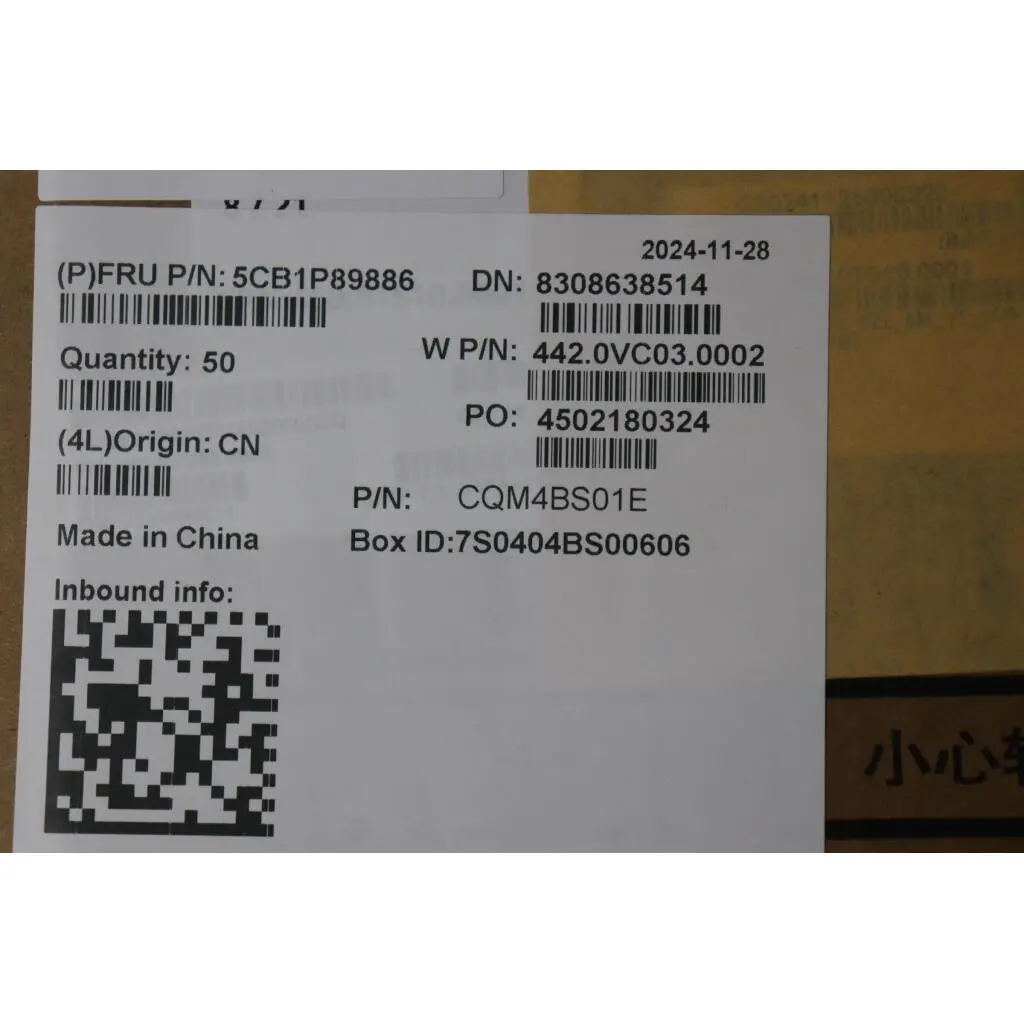 2024-11-28
(P)FRU P/N: 5CB1P89886
DN: 8308638514
Quantity: 50
W P/N: 442.0VC03.0002
PO: 4502180324
(4L)Origin: CN
P/N: CQM4BS01E
Made in China
Box ID:7S0404BS00606
Inbound info:
小心